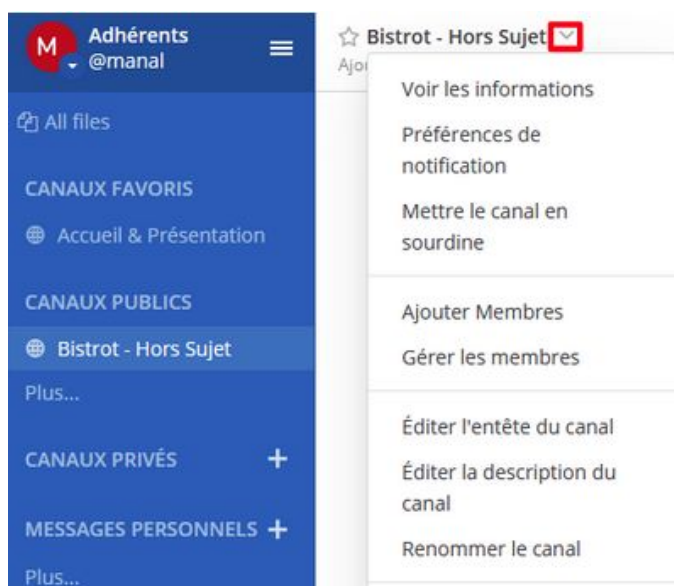 M
Adhérents
@manal
All files
CANAUX FAVORIS
Accueil & Présentation
CANAUX PUBLICS
Bistrot - Hors Sujet
Plus...
CANAUX PRIVÉS +
MESSAGES PERSONNELS +
Plus...
Bistrot - Hors Sujet
Ajo
Voir les informations
Préférences de
notification
Mettre le canal en
sourdine
Ajouter Membres
Gérer les membres
Éditer l'entête du canal
Éditer la description du
canal
Renommer le canal